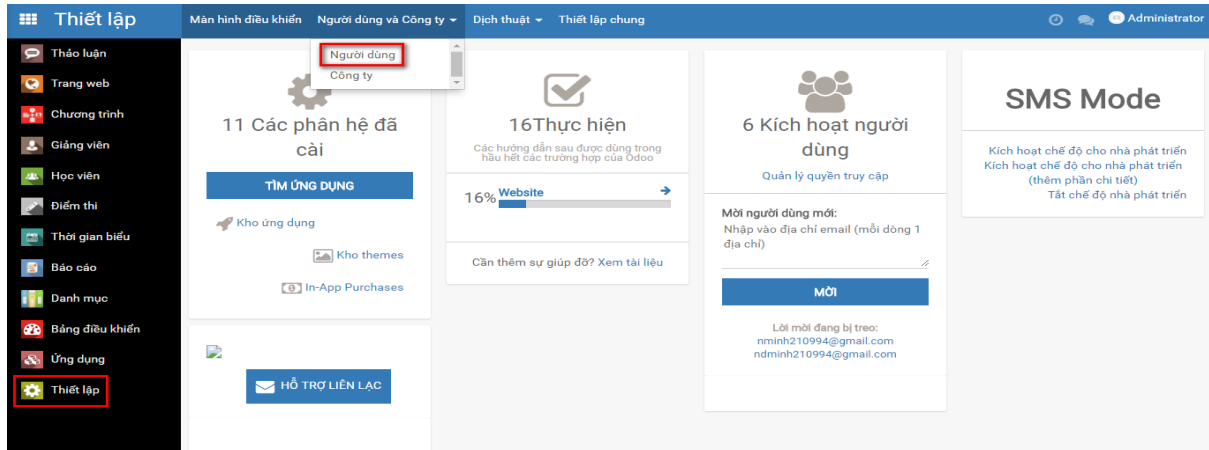 Thiết lập
Màn hình điều khiển
Người dùng và Công ty
Dịch thuật
Thiết lập chung
Administrator
Người dùng
Công ty
Thảo luận
Trang web
Chương trình
Giảng viên
Học viên
Điểm thi
Thời gian biểu
Báo cáo
Danh mục
Bảng điều khiển
Ứng dụng
Thiết lập
11 Các phân hệ đã
cài
TÌM ỨNG DỤNG
Kho ứng dụng
Kho themes
In-App Purchases
HỖ TRỢ LIÊN LẠC
16Thực hiện
Các hướng dẫn sau được dùng trong
hầu hết các trường hợp của Odoo
16%
Website
Cần thêm sự giúp đỡ? Xem tài liệu
6 Kích hoạt người
dùng
Quản lý quyền truy cập
Mời người dùng mới:
Nhập vào địa chỉ email (mỗi dòng 1
địa chỉ)
MỜI
Lời mời đang bị treo:
nminh210994@gmail.com
ndminh210994@gmail.com
SMS Mode
Kích hoạt chế độ cho nhà phát triển
Kích hoạt chế độ cho nhà phát triển
(thêm phần chi tiết)
Tắt chế độ nhà phát triển